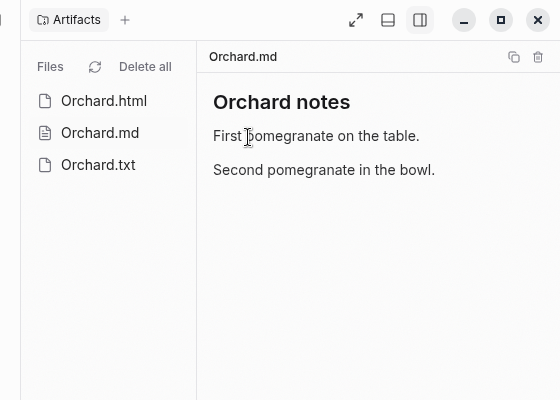 Artifacts
Files
Delete all
Orchard.html
Orchard.md
Orchard.txt
Orchard.md
Orchard notes
First pomegranate on the table.
Second pomegranate in the bowl.